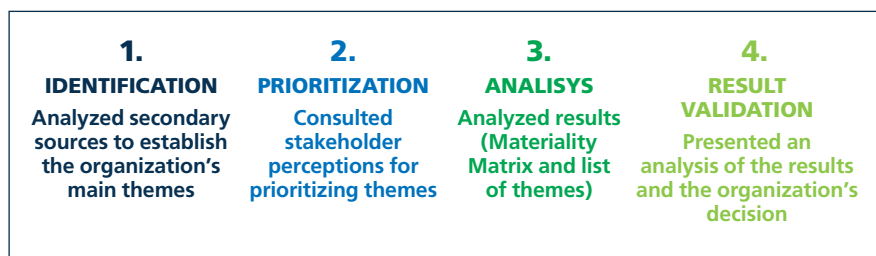 1.
IDENTIFICATION
Analyzed secondary
sources to establish
the organization’s
main themes
2.
PRIORITIZATION
Consulted
stakeholder
perceptions for
prioritizing themes
3.
ANALISYS
Analyzed results
(Materiality
Matrix and list
of themes)
4.
RESULT
VALIDATION
Presented an
analysis of the results
and the organization’s
decision